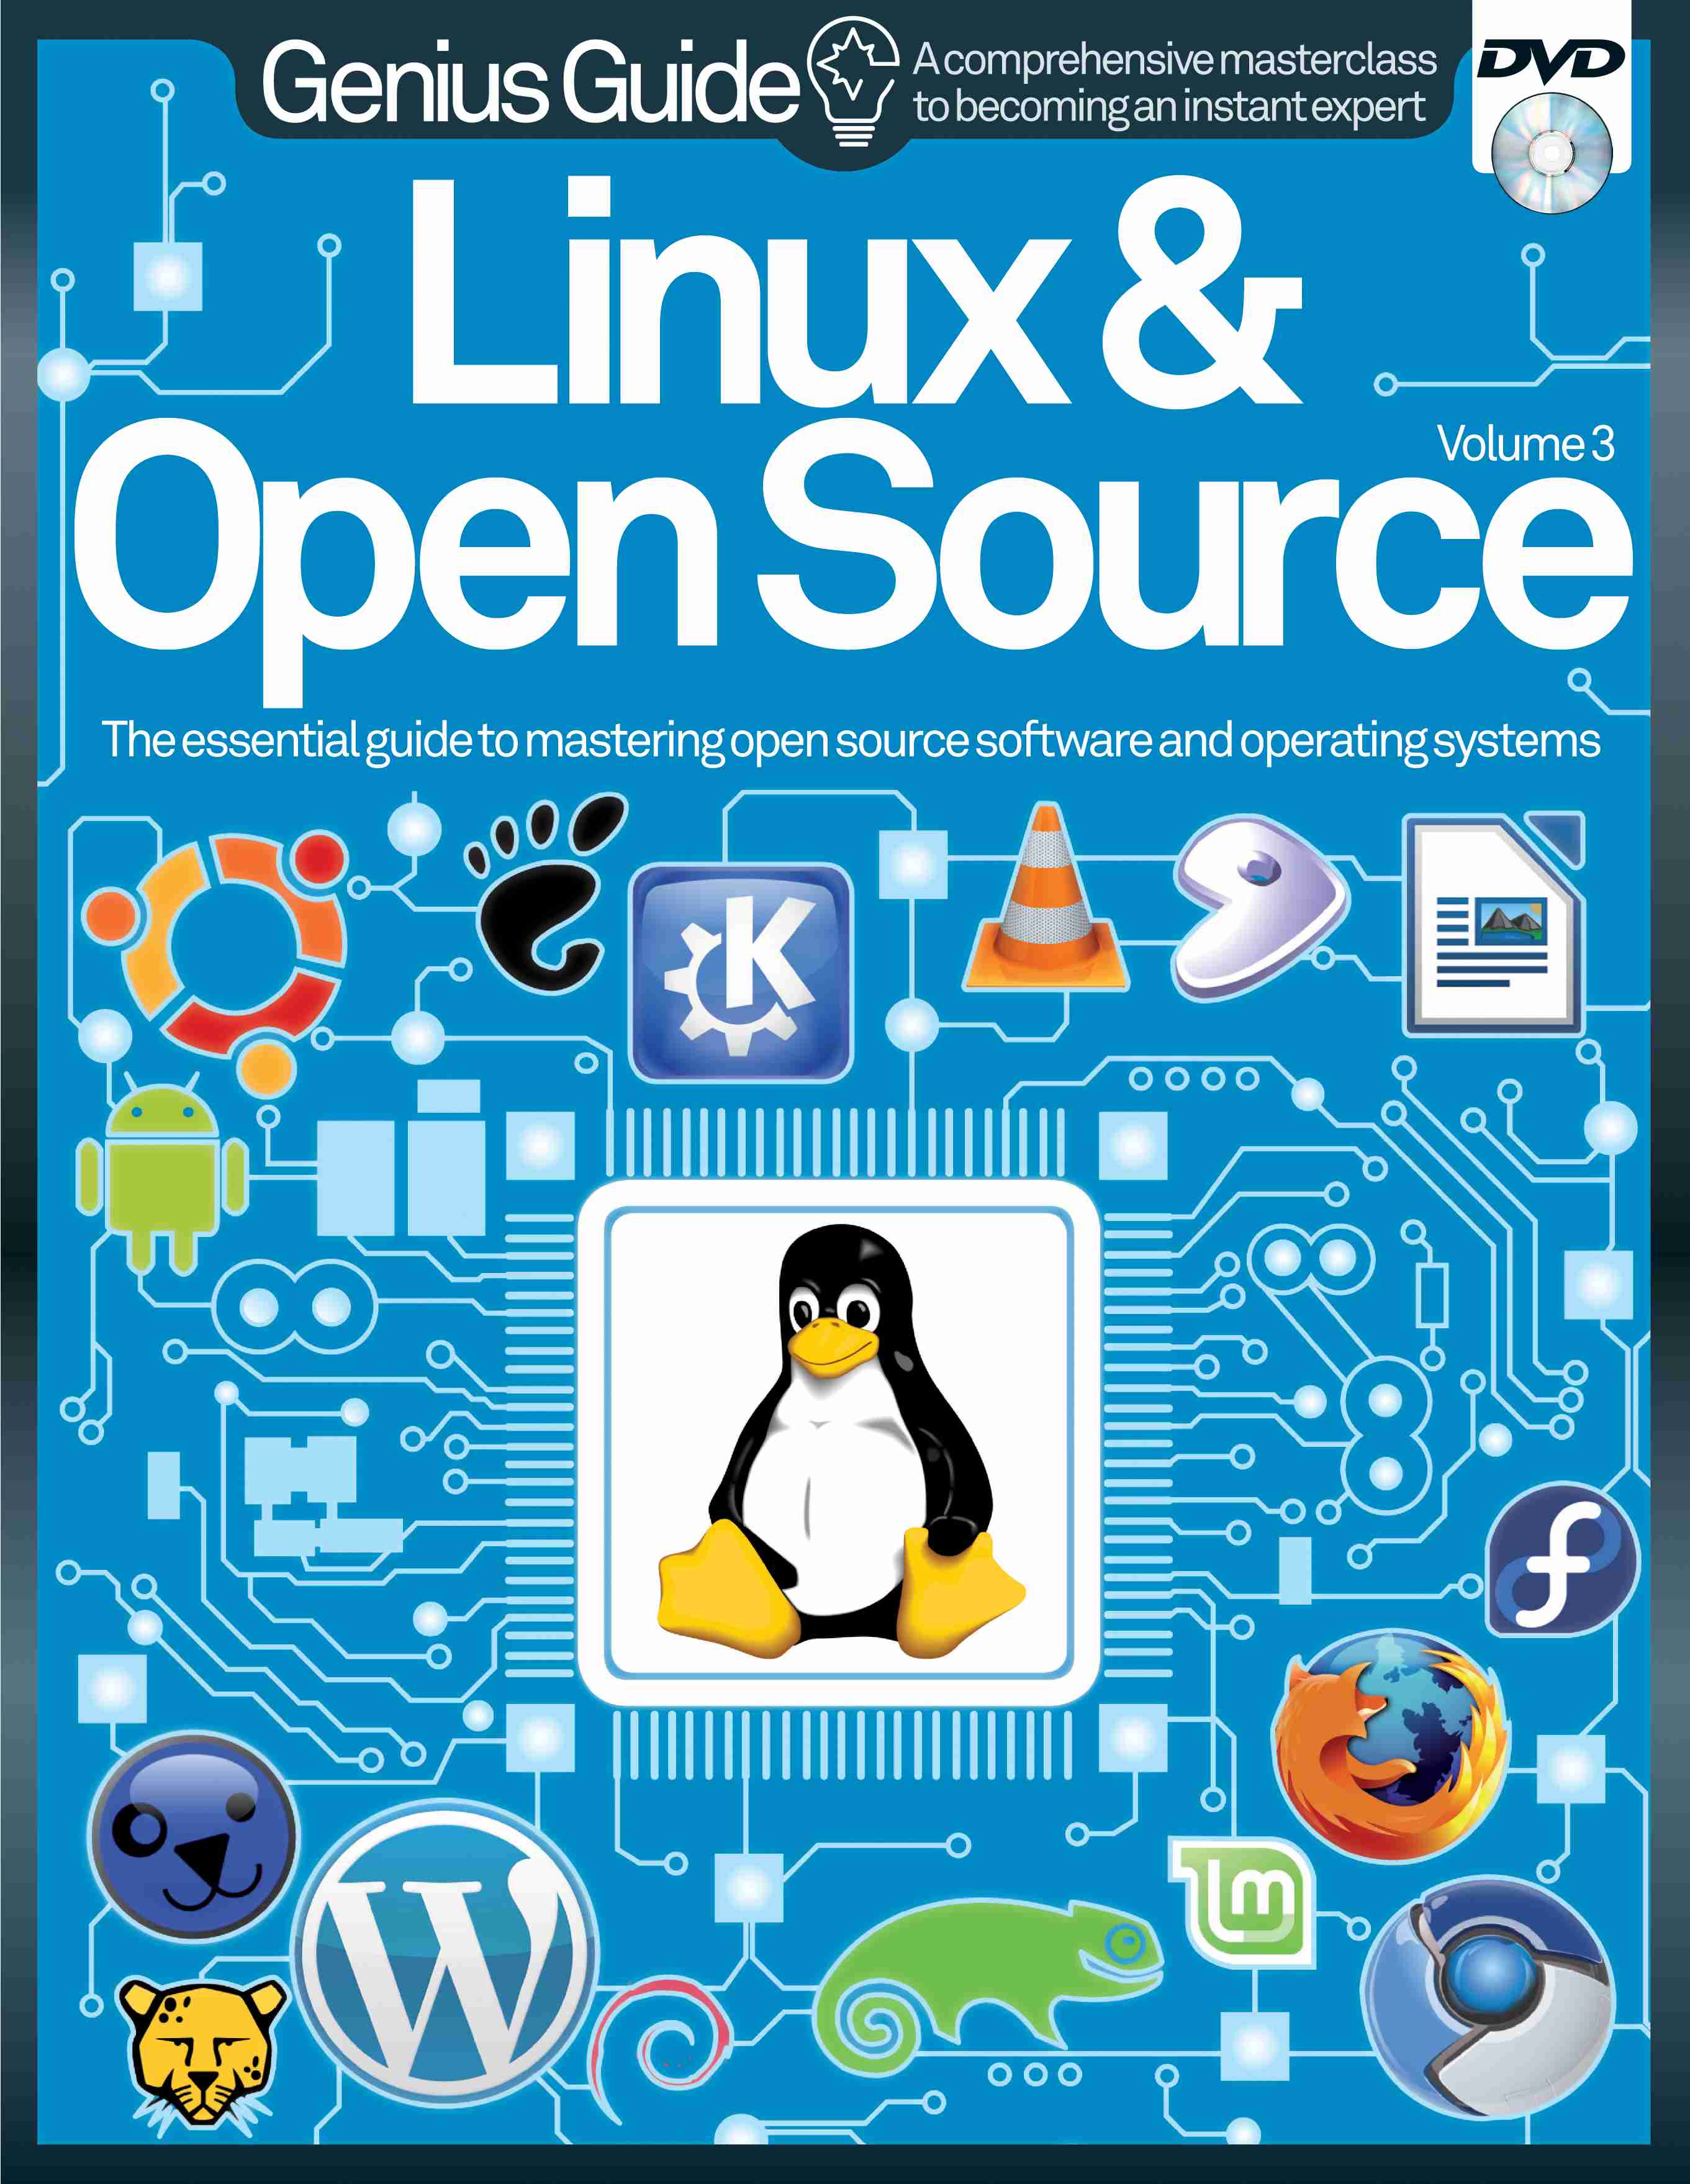 Genius Guide
A comprehensive masterclass
to becoming an instant expert
DVD
Linux &
Open Source
Volume 3
The essential guide to mastering open source software and operating systems
K
f
W
lm